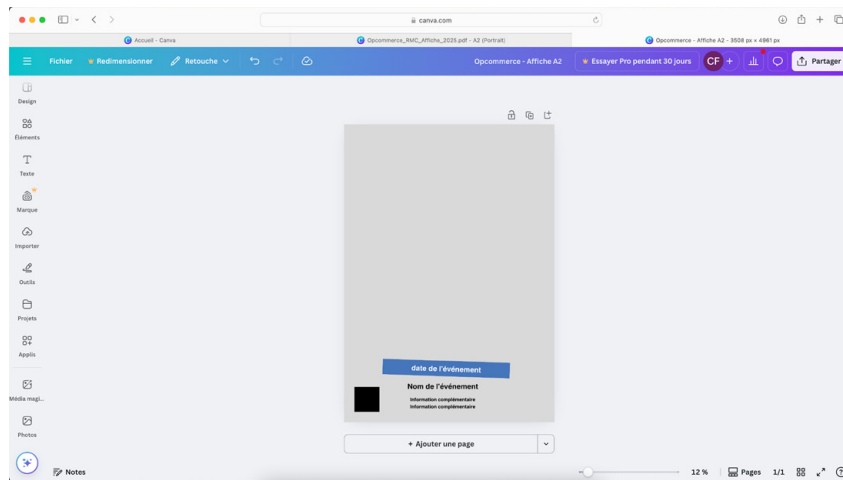 canva.com
Accueil - Canva
Opcommerce_RMC_Affiche_2025.pdf - A2 (Portrait)
Opcommerce - Affiche A2 - 3508 px × 4961 px
Fichier
Redimensionner
Retouche
Opcommerce - Affiche A2
Essayer Pro pendant 30 jours
CF
Partager
Design
Éléments
Texte
Marque
Importer
Outils
Projets
Applis
Média magi...
Photos
date de l'événement
Nom de l'événement
Information complémentaire
Information complémentaire
+ Ajouter une page
Notes
12 %
Pages
1/1